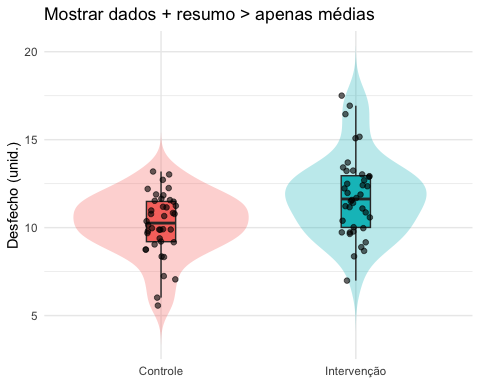 Mostrar dados + resumo > apenas médias
Desfecho (unid.)
20
15
10
5
Controle
Intervenção